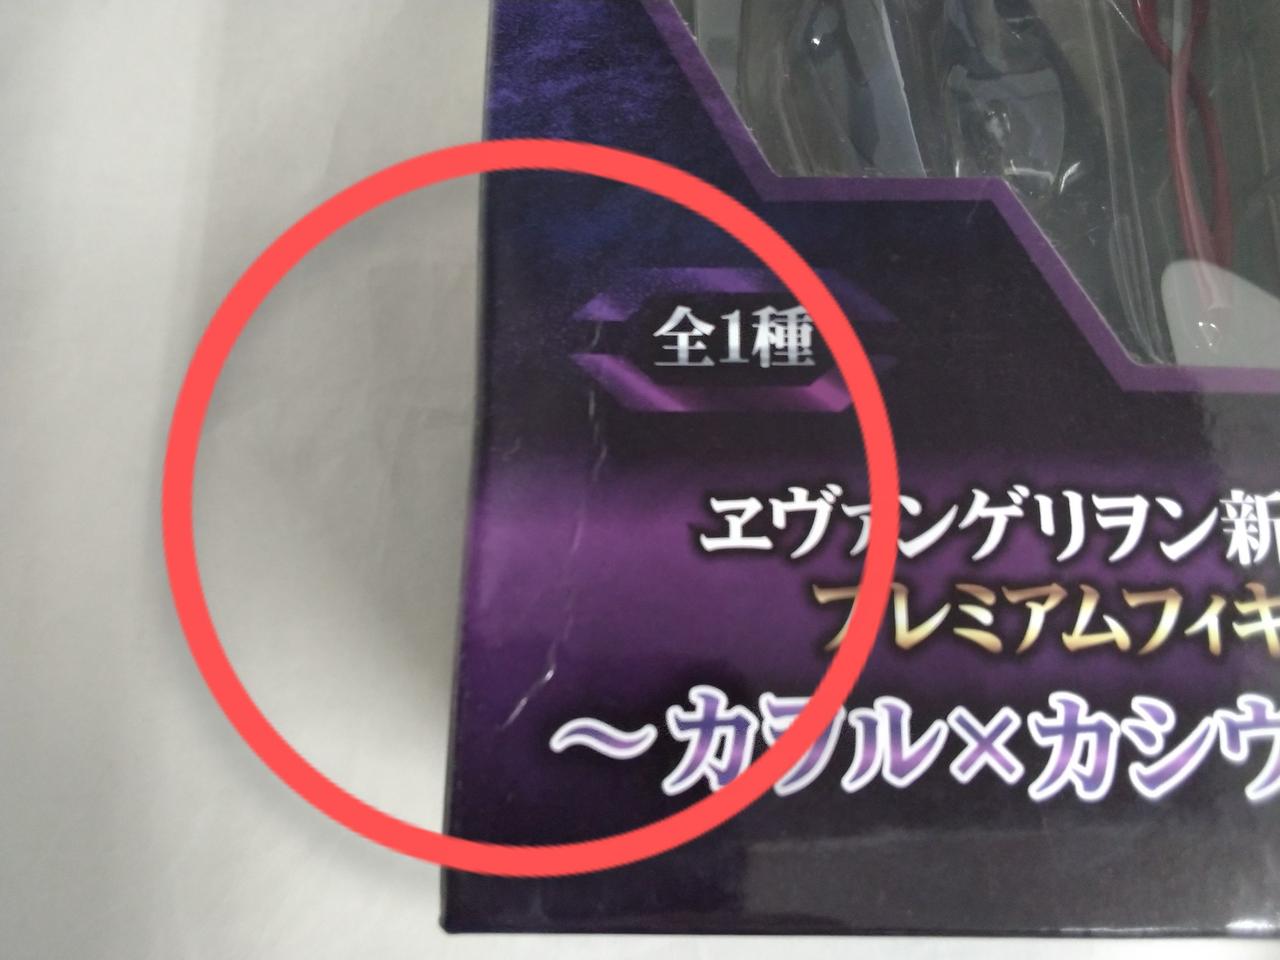 全1種
ヱヴァンゲリヲン新
プレミアムフィギ
～カヲル×カシウ